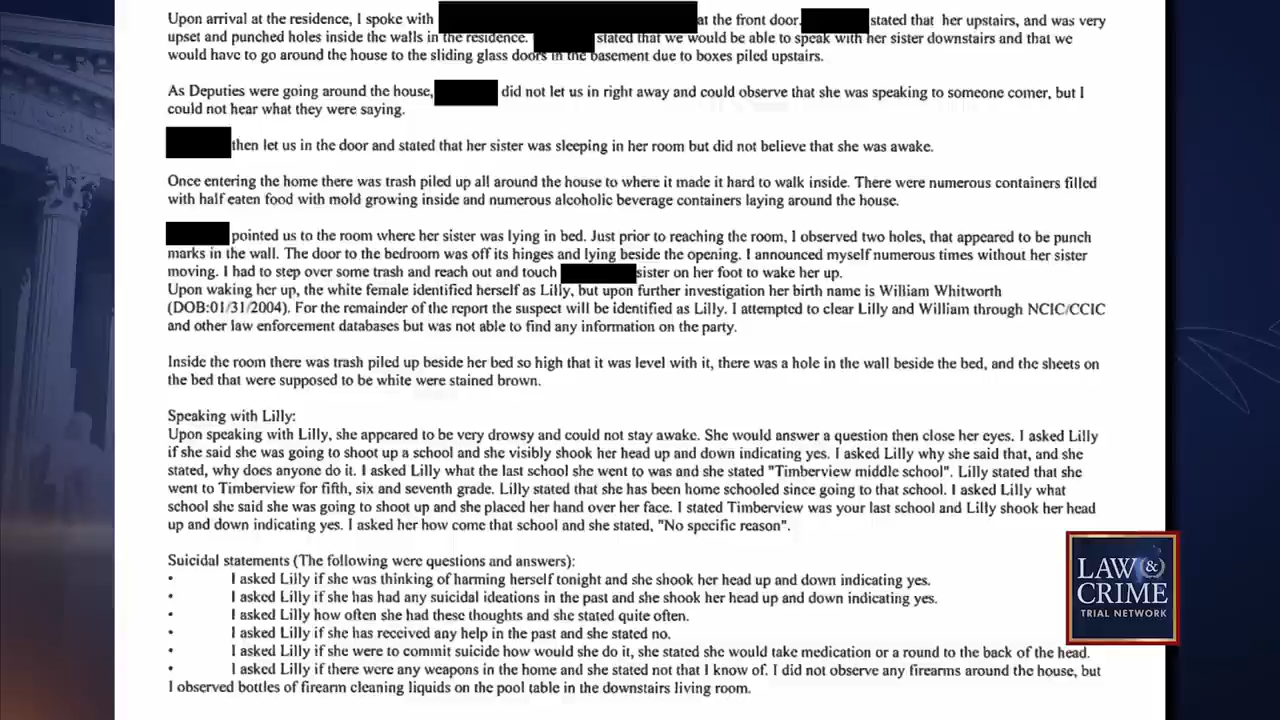 Upon arrival at the residence, I spoke with at the front door. stated that her upstairs, and was very
upset and punched holes inside the walls in the residence. stated that we would be able to speak with her sister downstairs and that we
would have to go around the house to the sliding glass doors in the basement due to boxes piled upstairs.
As Deputies were going around the house, did not let us in right away and could observe that she was speaking to someone comer, but I
could not hear what they were saying.
then let us in the door and stated that her sister was sleeping in her room but did not believe that she was awake.
Once entering the home there was trash piled up all around the house to where it made it hard to walk inside. There were numerous containers filled
with half eaten food with mold growing inside and numerous alcoholic beverage containers laying around the house.
pointed us to the room where her sister was lying in bed. Just prior to reaching the room, I observed two holes, that appeared to be punch
marks in the wall. The door to the bedroom was off its hinges and lying beside the opening. I announced myself numerous times without her sister
moving. I had to step over some trash and reach out and touch sister on her foot to wake her up.
Upon waking her up, the white female identified herself as Lilly, but upon further investigation her birth name is William Whitworth
(DOB:01/31/2004). For the remainder of the report the suspect will be identified as Lilly. I attempted to clear Lilly and William through NCIC/CCIC
and other law enforcement databases but was not able to find any information on the party.
Inside the room there was trash piled up beside her bed so high that it was level with it, there was a hole in the wall beside the bed, and the sheets on
the bed that were supposed to be white were stained brown.
Speaking with Lilly:
Upon speaking with Lilly, she appeared to be very drowsy and could not stay awake. She would answer a question then close her eyes. I asked Lilly
if she said she was going to shoot up a school and she visibly shook her head up and down indicating yes. I asked Lilly why she said that, and she
stated, why does anyone do it. I asked Lilly what the last school she went to was and she stated "Timberview middle school". Lilly stated that she
went to Timberview for fifth, six and seventh grade. Lilly stated that she has been home schooled since going to that school. I asked Lilly what
school she said she was going to shoot up and she placed her hand over her face. I stated Timberview was your last school and Lilly shook her head
up and down indicating yes. I asked her how come that school and she stated, "No specific reason".
Suicidal statements (The following were questions and answers):
• I asked Lilly if she was thinking of harming herself tonight and she shook her head up and down indicating yes.
• I asked Lilly if she has had any suicidal ideations in the past and she shook her head up and down indicating yes.
• I asked Lilly how often she had these thoughts and she stated quite often.
• I asked Lilly if she has received any help in the past and she stated no.
• I asked Lilly if she were to commit suicide how would she do it, she stated she would take medication or a round to the back of the head.
• I asked Lilly if there were any weapons in the home and she stated not that I know of. I did not observe any firearms around the house, but
I observed bottles of firearm cleaning liquids on the pool table in the downstairs living room.
LAW &
CRIME
TRIAL NETWORK